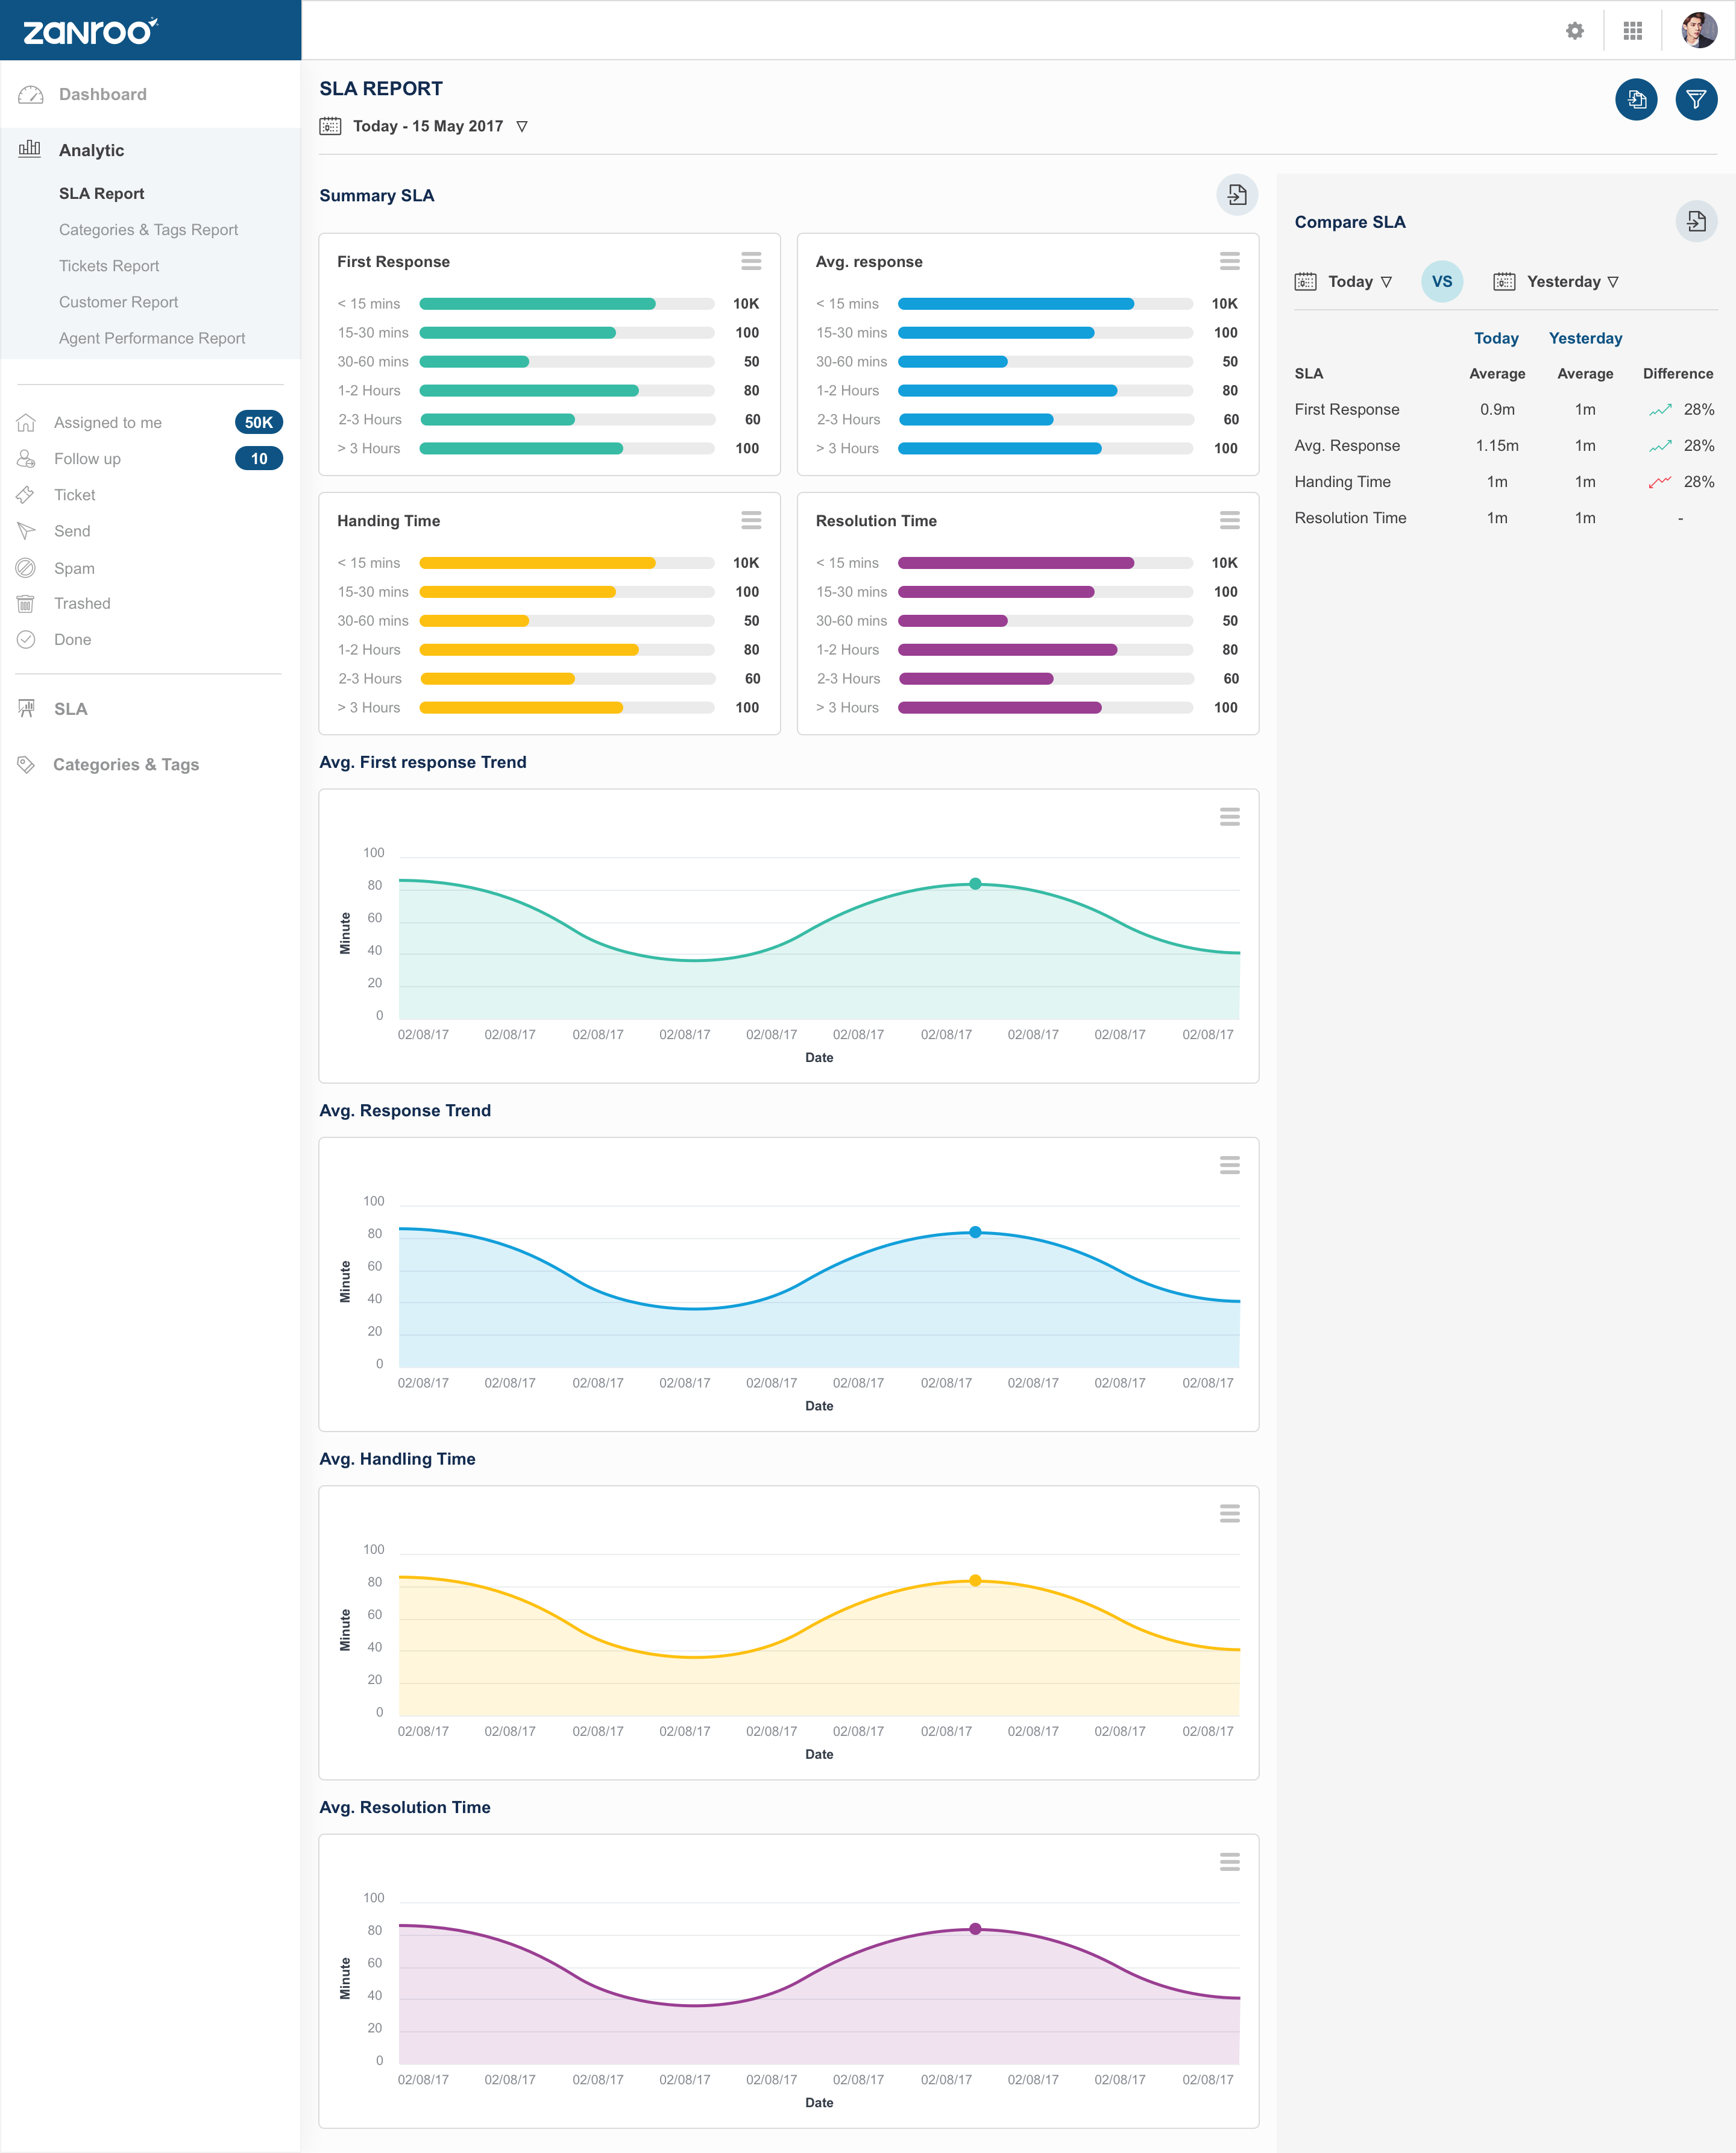 zanroo
Dashboard
Analytic
SLA Report
Categories & Tags Report
Tickets Report
Customer Report
Agent Performance Report
Assigned to me 50K
Follow up 10
Ticket
Send
Spam
Trashed
Done
SLA
Categories & Tags
SLA REPORT
Today - 15 May 2017
Summary SLA
First Response
< 15 mins 10K
15-30 mins 100
30-60 mins 50
1-2 Hours 80
2-3 Hours 60
> 3 Hours 100
Avg. response
< 15 mins 10K
15-30 mins 100
30-60 mins 50
1-2 Hours 80
2-3 Hours 60
> 3 Hours 100
Handing Time
< 15 mins 10K
15-30 mins 100
30-60 mins 50
1-2 Hours 80
2-3 Hours 60
> 3 Hours 100
Resolution Time
< 15 mins 10K
15-30 mins 100
30-60 mins 50
1-2 Hours 80
2-3 Hours 60
> 3 Hours 100
Avg. First response Trend
100
80
60
40
20
0
Minute
02/08/17 02/08/17 02/08/17 02/08/17 02/08/17 02/08/17 02/08/17 02/08/17 02/08/17 02/08/17
Date
Avg. Response Trend
100
80
60
40
20
0
Minute
02/08/17 02/08/17 02/08/17 02/08/17 02/08/17 02/08/17 02/08/17 02/08/17 02/08/17 02/08/17
Date
Avg. Handling Time
100
80
60
40
20
0
Minute
02/08/17 02/08/17 02/08/17 02/08/17 02/08/17 02/08/17 02/08/17 02/08/17 02/08/17 02/08/17
Date
Avg. Resolution Time
100
80
60
40
20
0
Minute
02/08/17 02/08/17 02/08/17 02/08/17 02/08/17 02/08/17 02/08/17 02/08/17 02/08/17 02/08/17
Date
Compare SLA
Today VS Yesterday
Today Yesterday
SLA Average Average Difference
First Response 0.9m 1m 28%
Avg. Response 1.15m 1m 28%
Handing Time 1m 1m 28%
Resolution Time 1m 1m -